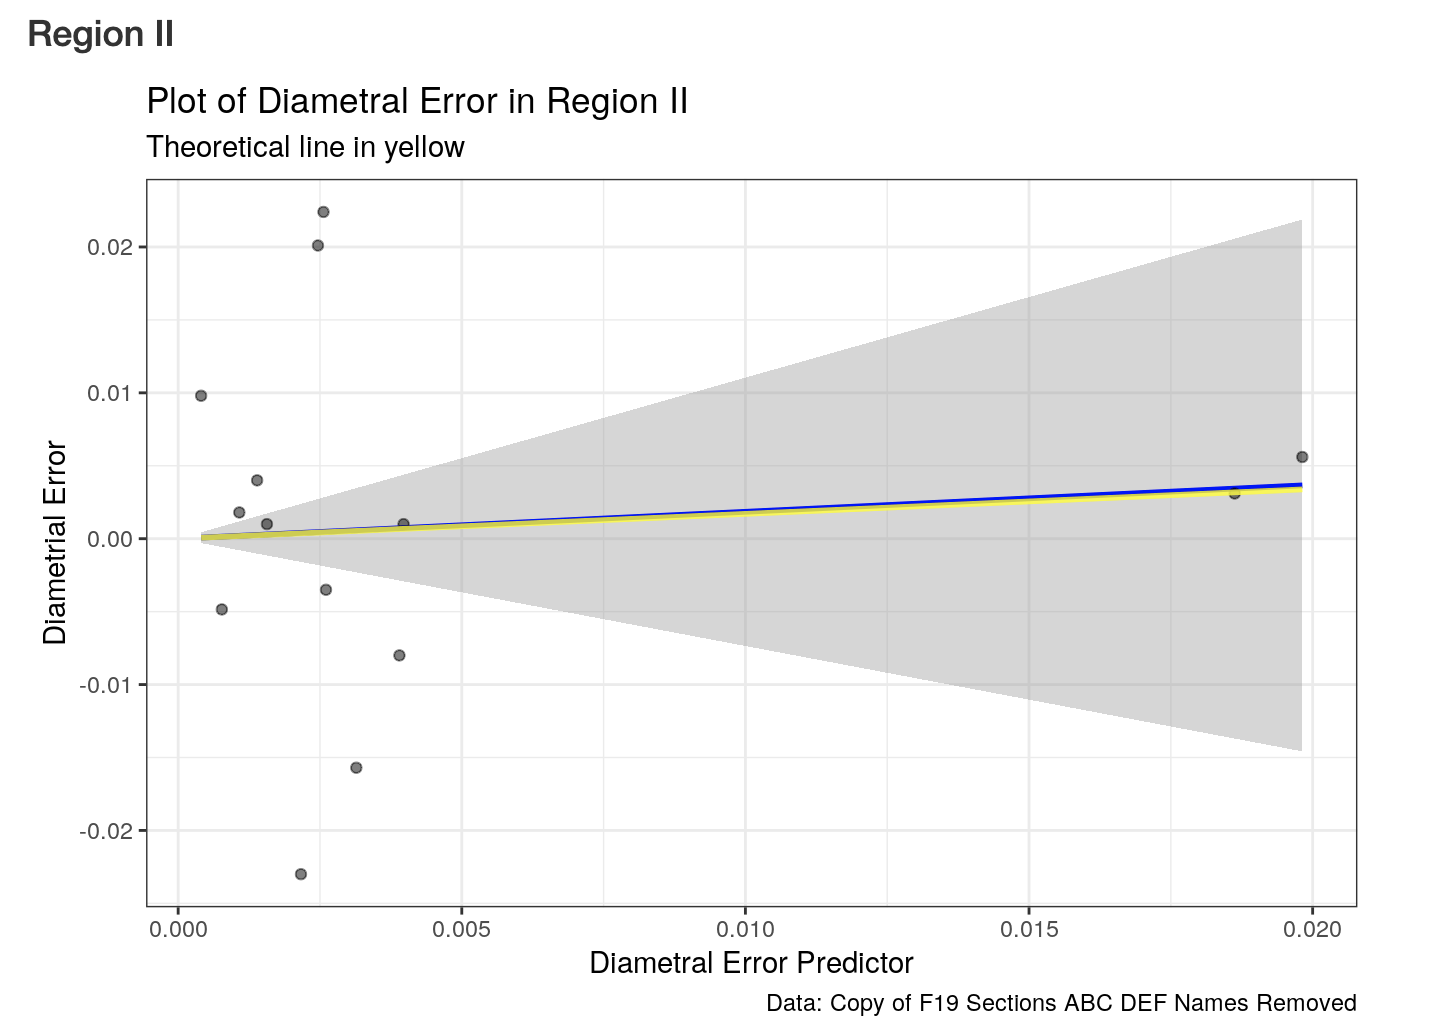 Region II
Plot of Diametral Error in Region II
Theoretical line in yellow
Diametrial Error
0.02
0.01
0.00
-0.01
-0.02
0.000 0.005 0.010 0.015 0.020
Diametral Error Predictor
Data: Copy of F19 Sections ABC DEF Names Removed